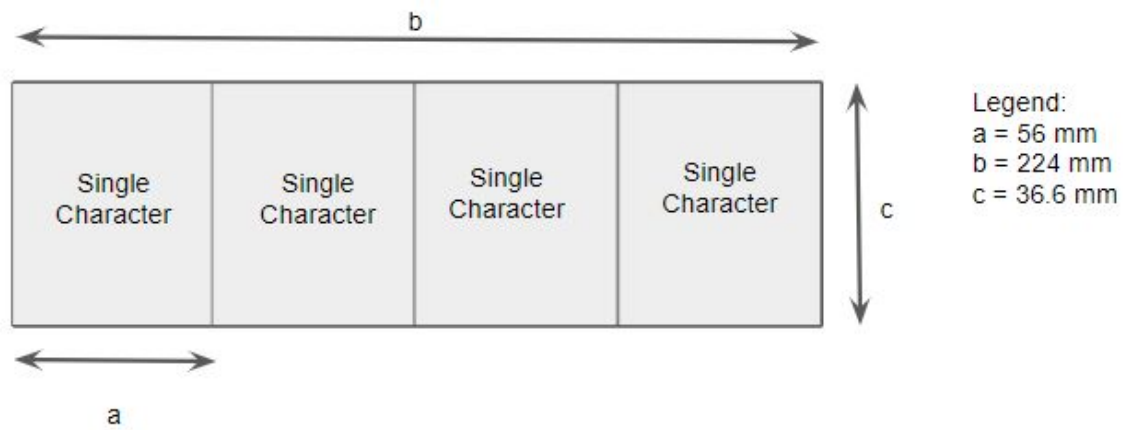 b
Single
Character
Single
Character
Single
Character
Single
Character
c
a
Legend:
a = 56 mm
b = 224 mm
c = 36.6 mm